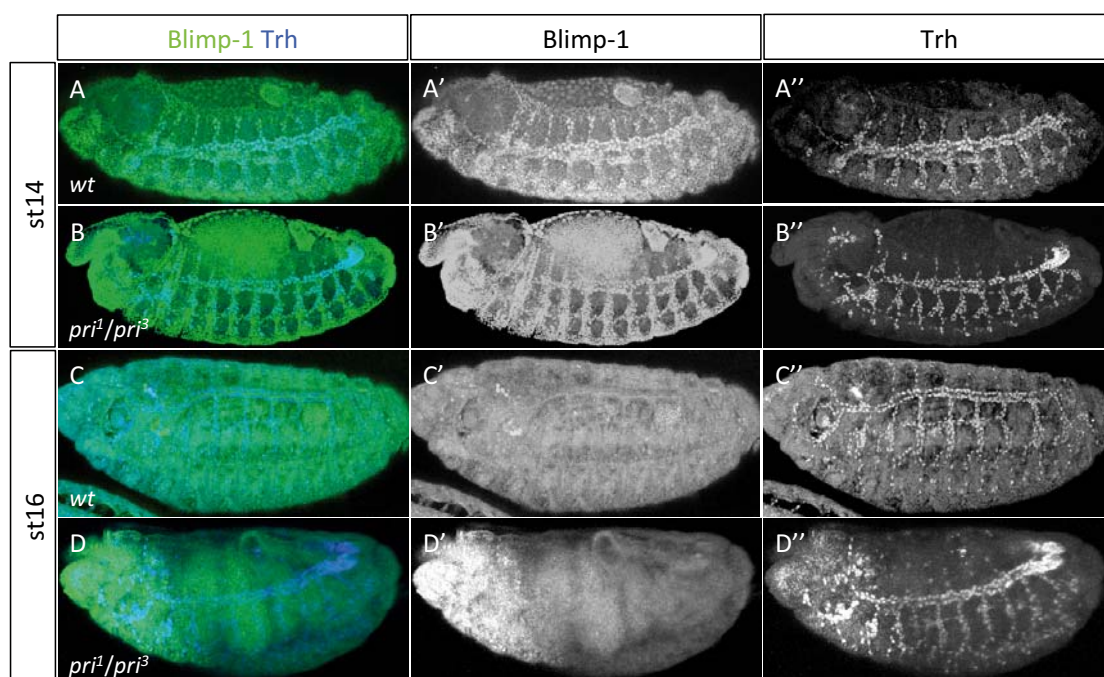 Blimp-1 Trh Blimp-1 Trh
st14
A A’ A’’
wt
B B’ B’’
pri¹/pri³
st16
C C’ C’’
wt
D D’ D’’
pri¹/pri³